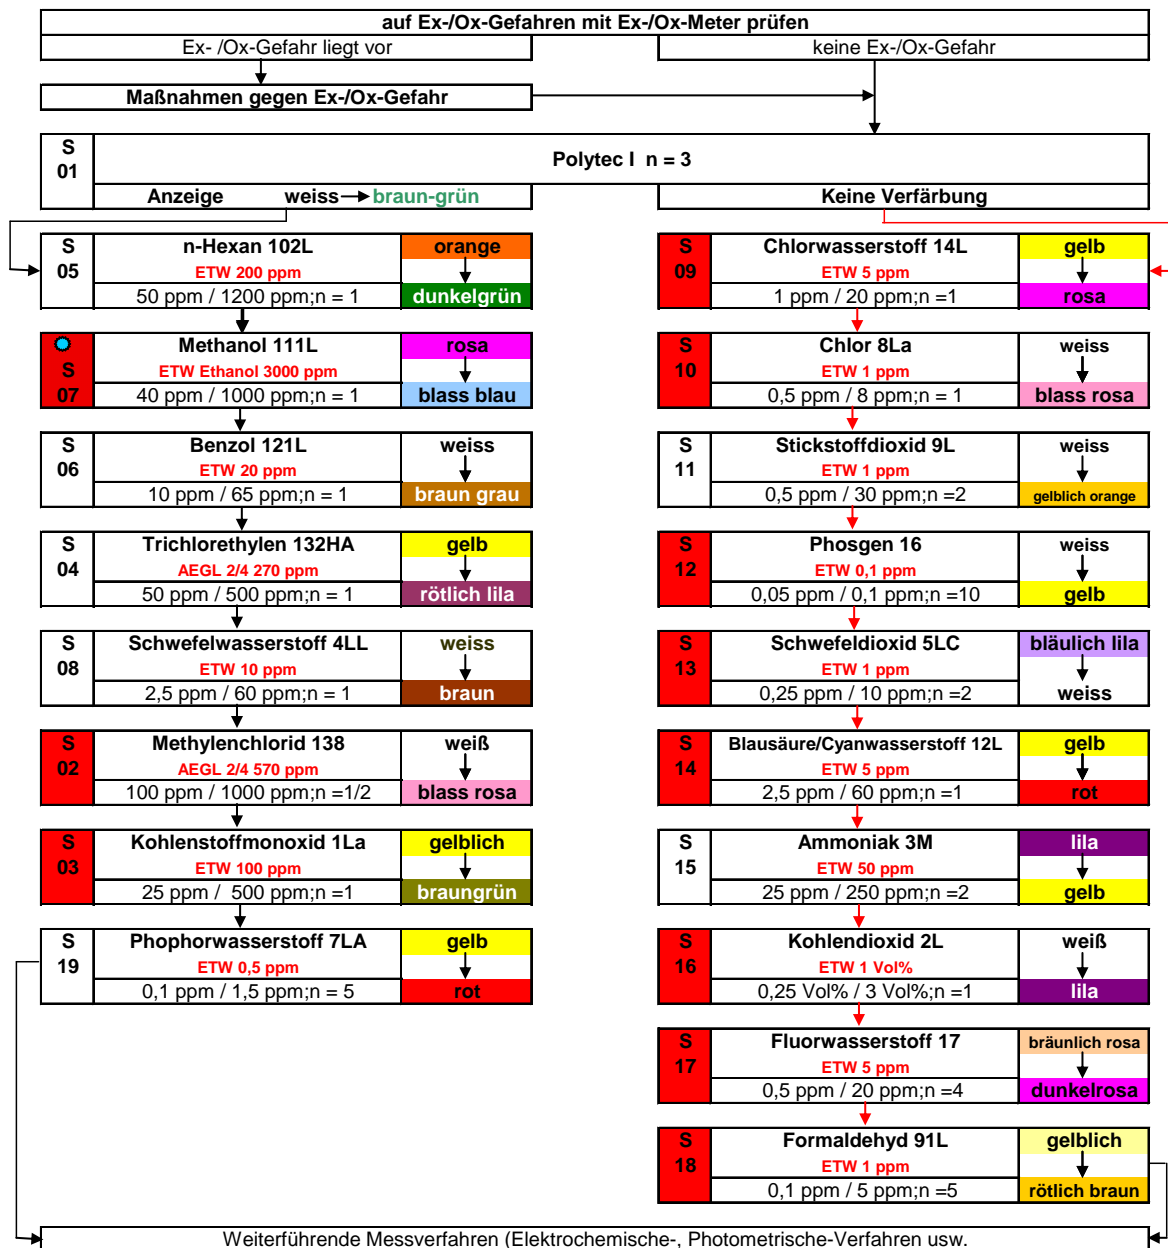 auf Ex-/Ox-Gefahren mit Ex-/Ox-Meter prüfen
Ex- /Ox-Gefahr liegt vor
keine Ex-/Ox-Gefahr
Maßnahmen gegen Ex-/Ox-Gefahr
S
01
Polytec I n = 3
Anzeige weiss braun-grün
Keine Verfärbung
S
05
n-Hexan 102L
ETW 200 ppm
50 ppm / 1200 ppm;n = 1
orange
dunkelgrün
S
07
Methanol 111L
ETW Ethanol 3000 ppm
40 ppm / 1000 ppm;n = 1
rosa
blass blau
S
06
Benzol 121L
ETW 20 ppm
10 ppm / 65 ppm;n = 1
weiss
braun grau
S
04
Trichlorethylen 132HA
AEGL 2/4 270 ppm
50 ppm / 500 ppm;n = 1
gelb
rötlich lila
S
08
Schwefelwasserstoff 4LL
ETW 10 ppm
2,5 ppm / 60 ppm;n = 1
weiss
braun
S
02
Methylenchlorid 138
AEGL 2/4 570 ppm
100 ppm / 1000 ppm;n =1/2
weiß
blass rosa
S
03
Kohlenstoffmonoxid 1La
ETW 100 ppm
25 ppm / 500 ppm;n =1
gelblich
braungrün
S
19
Phophorwasserstoff 7LA
ETW 0,5 ppm
0,1 ppm / 1,5 ppm;n = 5
gelb
rot
S
09
Chlorwasserstoff 14L
ETW 5 ppm
1 ppm / 20 ppm;n =1
gelb
rosa
S
10
Chlor 8La
ETW 1 ppm
0,5 ppm / 8 ppm;n = 1
weiss
blass rosa
S
11
Stickstoffdioxid 9L
ETW 1 ppm
0,5 ppm / 30 ppm;n =2
weiss
gelblich orange
S
12
Phosgen 16
ETW 0,1 ppm
0,05 ppm / 0,1 ppm;n =10
weiss
gelb
S
13
Schwefeldioxid 5LC
ETW 1 ppm
0,25 ppm / 10 ppm;n =2
bläulich lila
weiss
S
14
Blausäure/Cyanwasserstoff 12L
ETW 5 ppm
2,5 ppm / 60 ppm;n =1
gelb
rot
S
15
Ammoniak 3M
ETW 50 ppm
25 ppm / 250 ppm;n =2
lila
gelb
S
16
Kohlendioxid 2L
ETW 1 Vol%
0,25 Vol% / 3 Vol%;n =1
weiß
lila
S
17
Fluorwasserstoff 17
ETW 5 ppm
0,5 ppm / 20 ppm;n =4
bräunlich rosa
dunkelrosa
S
18
Formaldehyd 91L
ETW 1 ppm
0,1 ppm / 5 ppm;n =5
gelblich
rötlich braun
Weiterführende Messverfahren (Elektrochemische-, Photometrische-Verfahren usw.